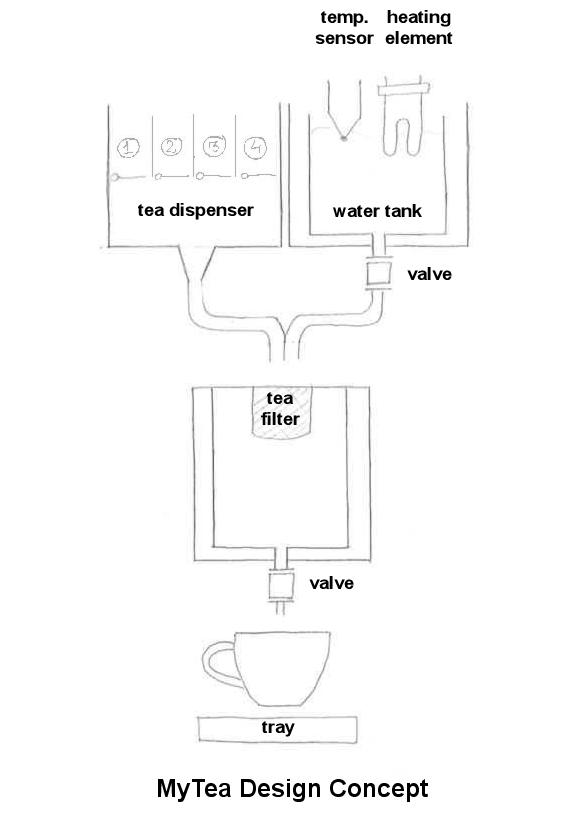 temp. heating
sensor element
1 2 3 4
tea dispenser
water tank
valve
tea
filter
valve
tray
MyTea Design Concept